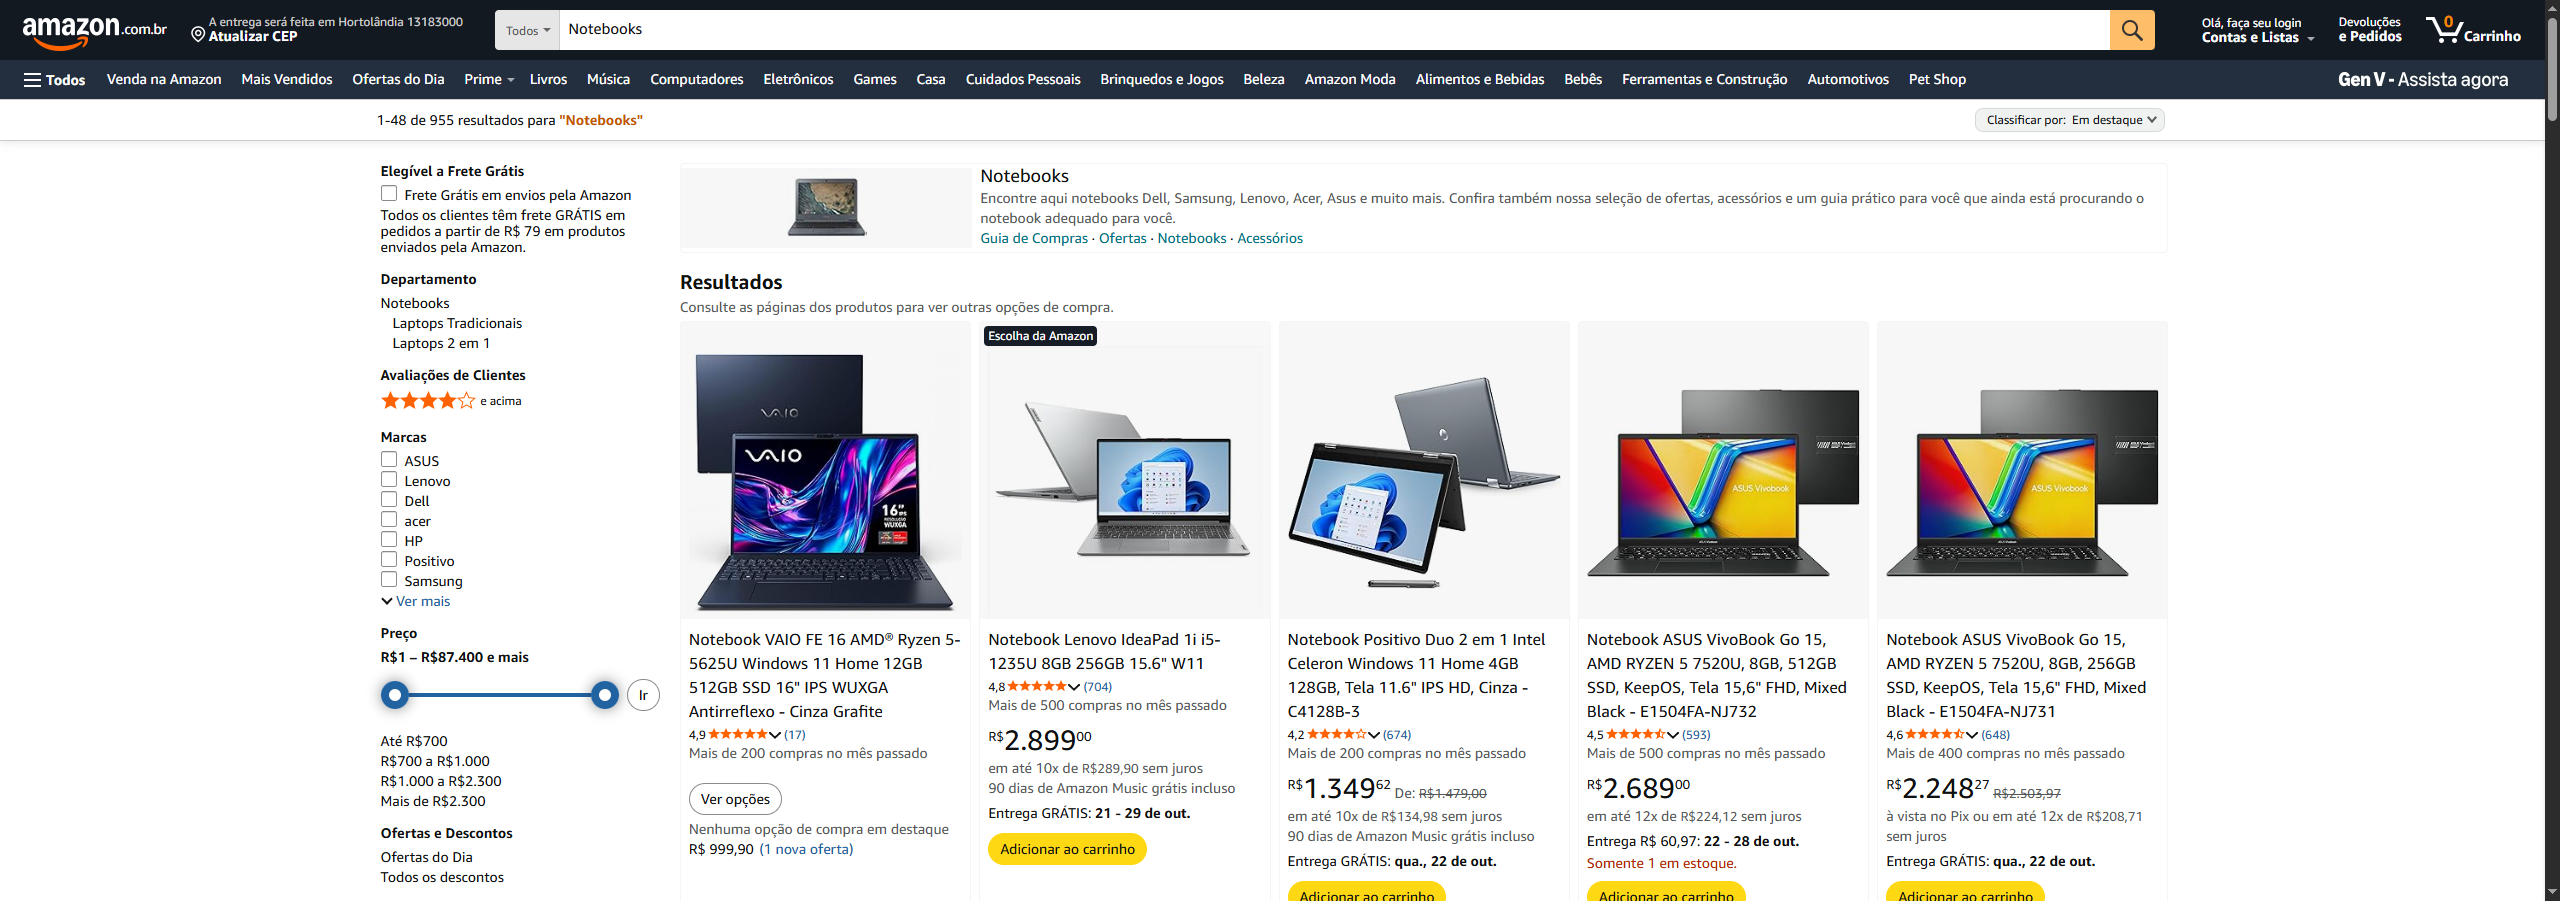 amazon.com.br
A entrega será feita em Hortolândia 13183000
Atualizar CEP
Todos
Notebooks
Olá, faça seu login
Contas e Listas
Devoluções
e Pedidos
0
Carrinho
Todos
Venda na Amazon
Mais Vendidos
Ofertas do Dia
Prime
Livros
Música
Computadores
Eletrônicos
Games
Casa
Cuidados Pessoais
Brinquedos e Jogos
Beleza
Amazon Moda
Alimentos e Bebidas
Bebês
Ferramentas e Construção
Automotivos
Pet Shop
Gen V - Assista agora
1-48 de 955 resultados para "Notebooks"
Classificar por: Em destaque
Elegível a Frete Grátis
Frete Grátis em envios pela Amazon
Todos os clientes têm frete GRÁTIS em
pedidos a partir de R$ 79 em produtos
enviados pela Amazon.
Departamento
Notebooks
Laptops Tradicionais
Laptops 2 em 1
Avaliações de Clientes
e acima
Marcas
ASUS
Lenovo
Dell
acer
HP
Positivo
Samsung
Ver mais
Preço
R$1 – R$87.400 e mais
Ir
Até R$700
R$700 a R$1.000
R$1.000 a R$2.300
Mais de R$2.300
Ofertas e Descontos
Ofertas do Dia
Todos os descontos
Notebooks
Encontre aqui notebooks Dell, Samsung, Lenovo, Acer, Asus e muito mais. Confira também nossa seleção de ofertas, acessórios e um guia prático para você que ainda está procurando o
notebook adequado para você.
Guia de Compras · Ofertas · Notebooks · Acessórios
Resultados
Consulte as páginas dos produtos para ver outras opções de compra.
VAIO
VAIO
16"IPS
RESOLUÇÃO
WUXGA
Notebook VAIO FE 16 AMD® Ryzen 5-
5625U Windows 11 Home 12GB
512GB SSD 16" IPS WUXGA
Antirreflexo - Cinza Grafite
4,9 (17)
Mais de 200 compras no mês passado
Ver opções
Nenhuma opção de compra em destaque
R$ 999,90 (1 nova oferta)
Escolha da Amazon
Notebook Lenovo IdeaPad 1i i5-
1235U 8GB 256GB 15.6" W11
4,8 (704)
Mais de 500 compras no mês passado
R$2.89900
em até 10x de R$289,90 sem juros
90 dias de Amazon Music grátis incluso
Entrega GRÁTIS: 21 - 29 de out.
Adicionar ao carrinho
Notebook Positivo Duo 2 em 1 Intel
Celeron Windows 11 Home 4GB
128GB, Tela 11.6" IPS HD, Cinza -
C4128B-3
4,2 (674)
Mais de 200 compras no mês passado
R$1.34962 De: R$1.479,00
em até 10x de R$134,98 sem juros
90 dias de Amazon Music grátis incluso
Entrega GRÁTIS: qua., 22 de out.
Adicionar ao carrinho
ASUS Vivobook
Notebook ASUS VivoBook Go 15,
AMD RYZEN 5 7520U, 8GB, 512GB
SSD, KeepOS, Tela 15,6" FHD, Mixed
Black - E1504FA-NJ732
4,5 (593)
Mais de 500 compras no mês passado
R$2.68900
em até 12x de R$224,12 sem juros
Entrega R$ 60,97: 22 - 28 de out.
Somente 1 em estoque.
Adicionar ao carrinho
ASUS Vivobook
Notebook ASUS VivoBook Go 15,
AMD RYZEN 5 7520U, 8GB, 256GB
SSD, KeepOS, Tela 15,6" FHD, Mixed
Black - E1504FA-NJ731
4,6 (648)
Mais de 400 compras no mês passado
R$2.24827 R$2.503,97
à vista no Pix ou em até 12x de R$208,71
sem juros
Entrega GRÁTIS: qua., 22 de out.
Adicionar ao carrinho